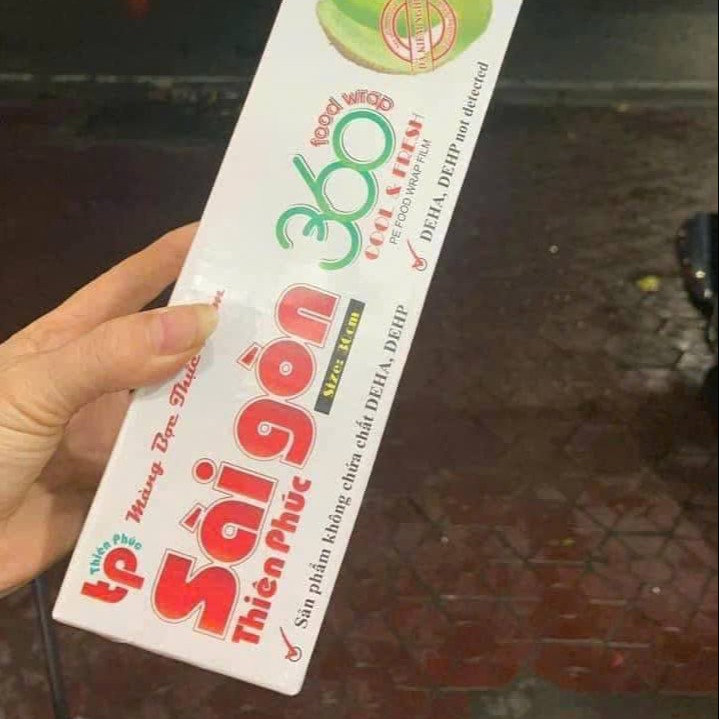 Thiên Phúc
tp
Màng Bọc Thực
Sài gòn
Thiên Phúc
Size: 30cm
Sản phẩm không chứa chất DEHA, DEHP
food wrap
360
COOL & FRESH
PE FOOD WRAP FILM
DEHA, DEHP not detected